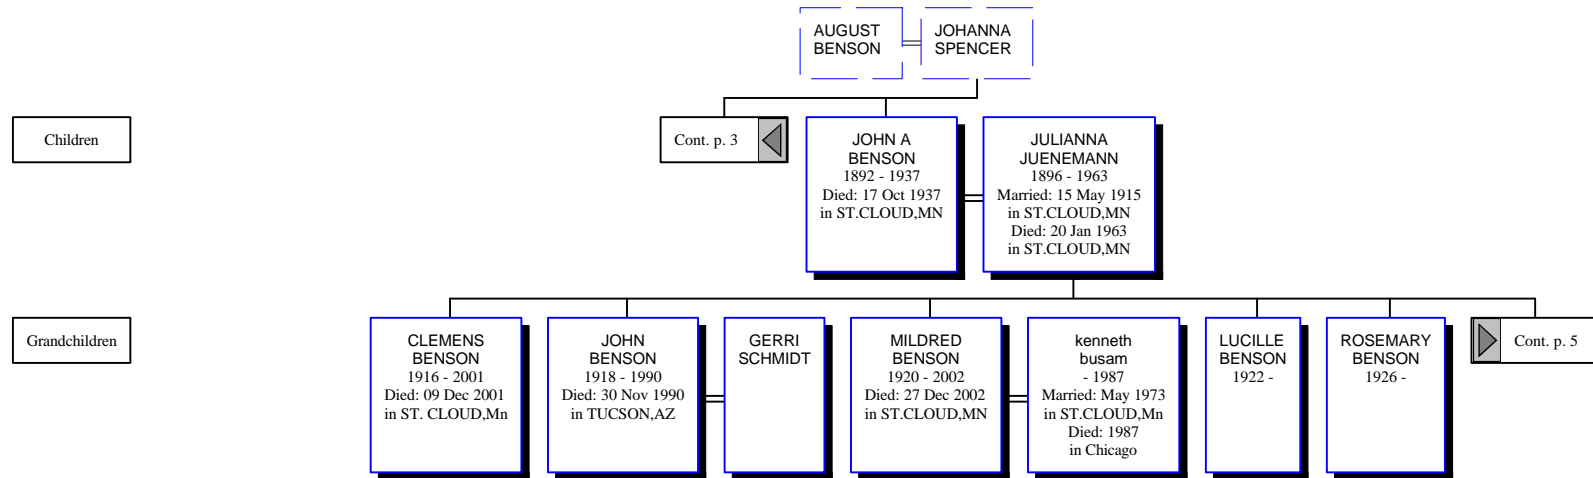 AUGUST
BENSON
JOHANNA
SPENCER
Children
Cont. p. 3
JOHN A
BENSON
1892 - 1937
Died: 17 Oct 1937
in ST.CLOUD,MN
JULIANNA
JUENEMANN
1896 - 1963
Married: 15 May 1915
in ST.CLOUD,MN
Died: 20 Jan 1963
in ST.CLOUD,MN
Grandchildren
CLEMENS
BENSON
1916 - 2001
Died: 09 Dec 2001
in ST. CLOUD,Mn
JOHN
BENSON
1918 - 1990
Died: 30 Nov 1990
in TUCSON,AZ
GERRI
SCHMIDT
MILDRED
BENSON
1920 - 2002
Died: 27 Dec 2002
in ST.CLOUD,MN
kenneth
busam
- 1987
Married: May 1973
in ST.CLOUD,Mn
Died: 1987
in Chicago
LUCILLE
BENSON
1922 -
ROSEMARY
BENSON
1926 -
Cont. p. 5